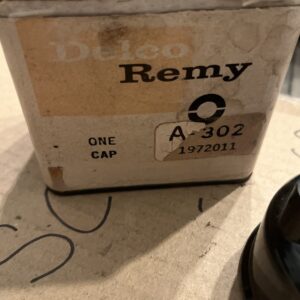 Delco
Remy
A-302
ONE
1972011
CAP